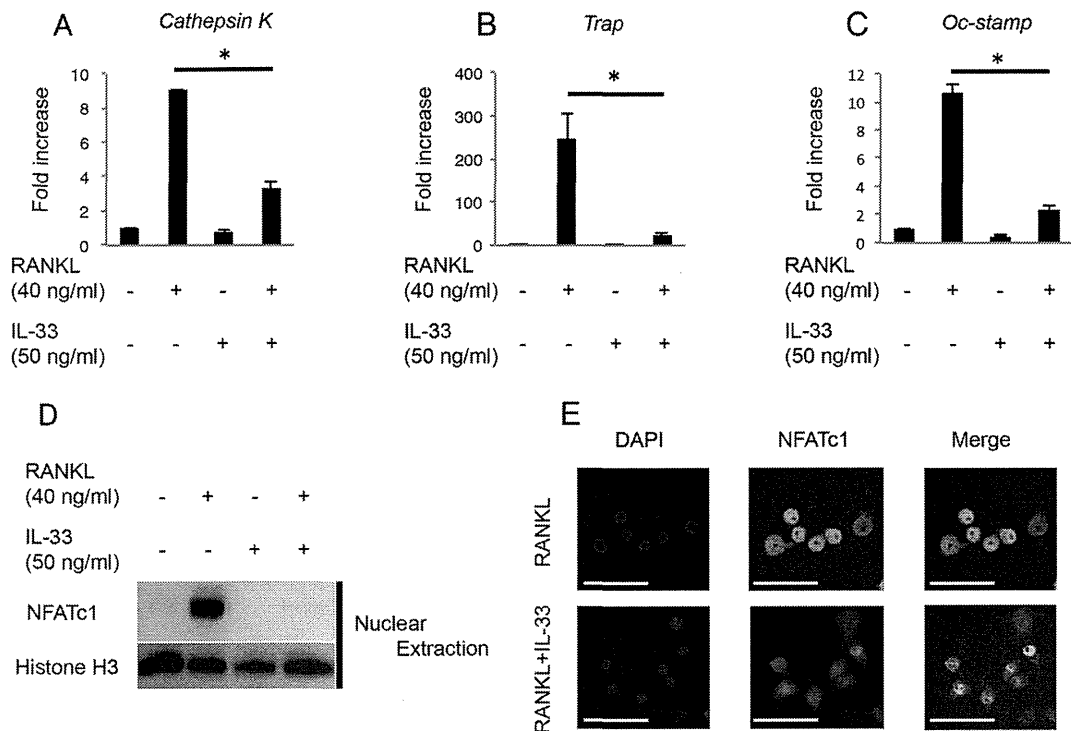 A
Cathepsin K
*
Fold increase
10
8
6
4
2
0
RANKL
(40 ng/ml)
- + - +
IL-33
(50 ng/ml)
- - + +
B
Trap
*
Fold increase
400
300
200
100
0
RANKL
(40 ng/ml)
- + - +
IL-33
(50 ng/ml)
- - + +
C
Oc-stamp
*
Fold increase
12
10
8
6
4
2
0
RANKL
(40 ng/ml)
- + - +
IL-33
(50 ng/ml)
- - + +
D
RANKL
(40 ng/ml)
- + - +
IL-33
(50 ng/ml)
- - + +
NFATc1
Histone H3
Nuclear
Extraction
E
DAPI NFATc1 Merge
RANKL
RANKL+IL-33